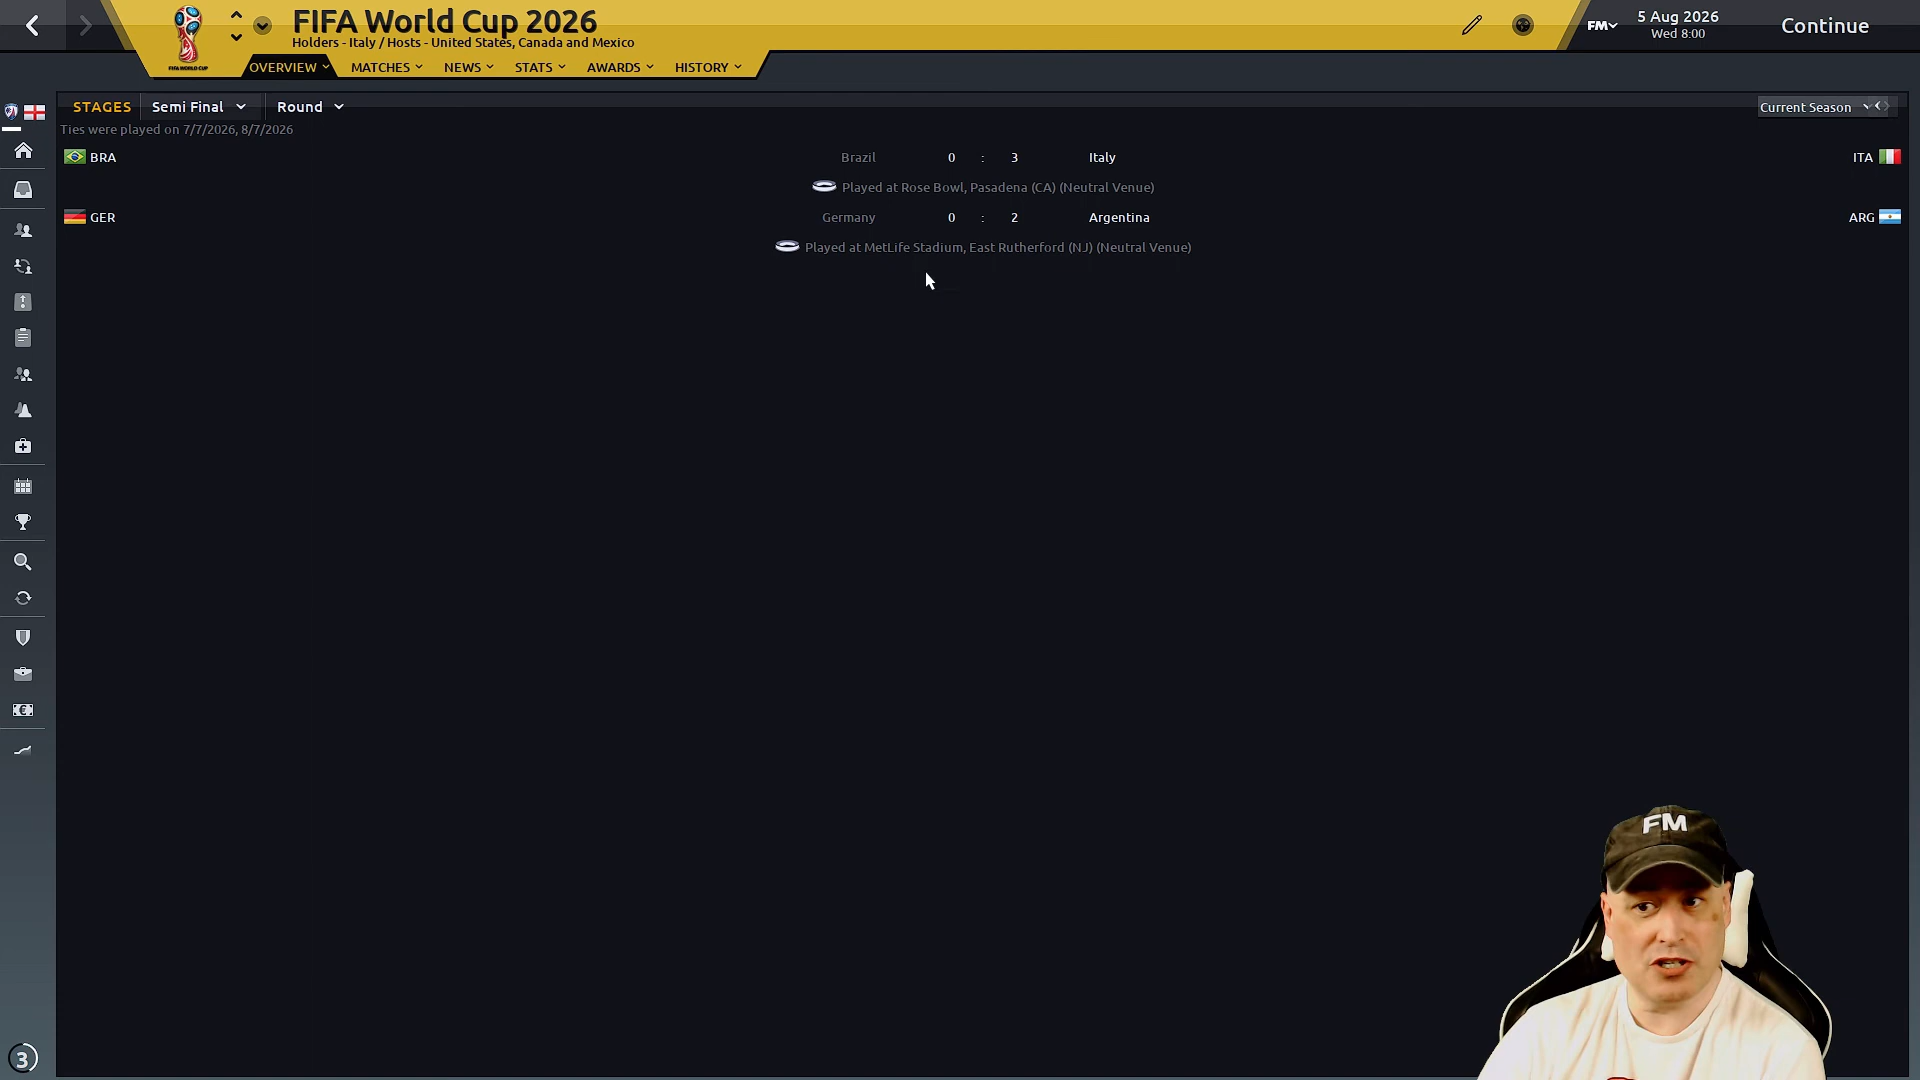 FIFA World Cup 2026
Holders - Italy / Hosts - United States, Canada and Mexico
FIFA WORLD CUP
FM
5 Aug 2026
Wed 8:00
Continue
OVERVIEW
MATCHES
NEWS
STATS
AWARDS
HISTORY
STAGES
Semi Final
Round
Current Season
Ties were played on 7/7/2026, 8/7/2026
BRA Brazil 0 : 3 Italy ITA
Played at Rose Bowl, Pasadena (CA) (Neutral Venue)
GER Germany 0 : 2 Argentina ARG
Played at MetLife Stadium, East Rutherford (NJ) (Neutral Venue)
FM
3